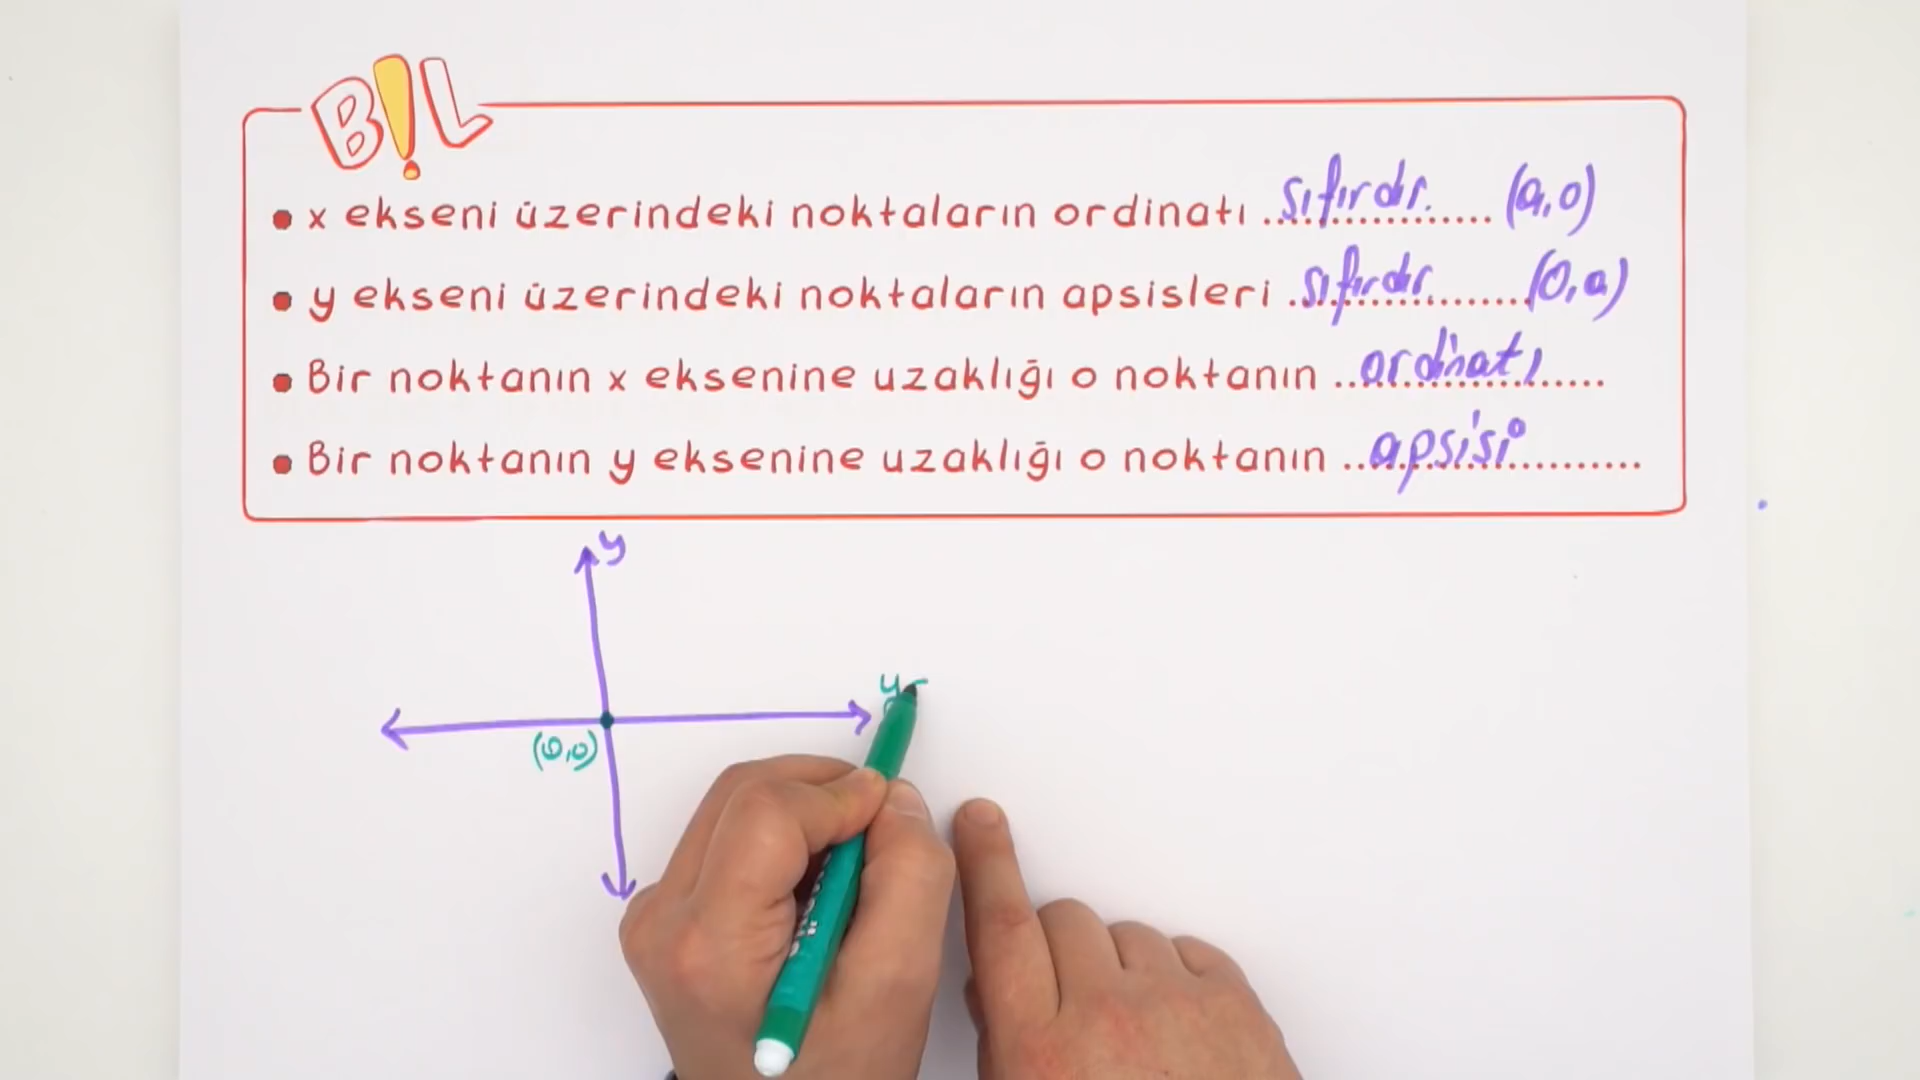 BİL
• x ekseni üzerindeki noktaların ordinatı ..sıfırdır. (a,0)
• y ekseni üzerindeki noktaların apsisleri ..sıfırdır. (0,a)
• Bir noktanın x eksenine uzaklığı o noktanın ..ordinatı.....
• Bir noktanın y eksenine uzaklığı o noktanın ..apsisi..........
y
y
(0,0)